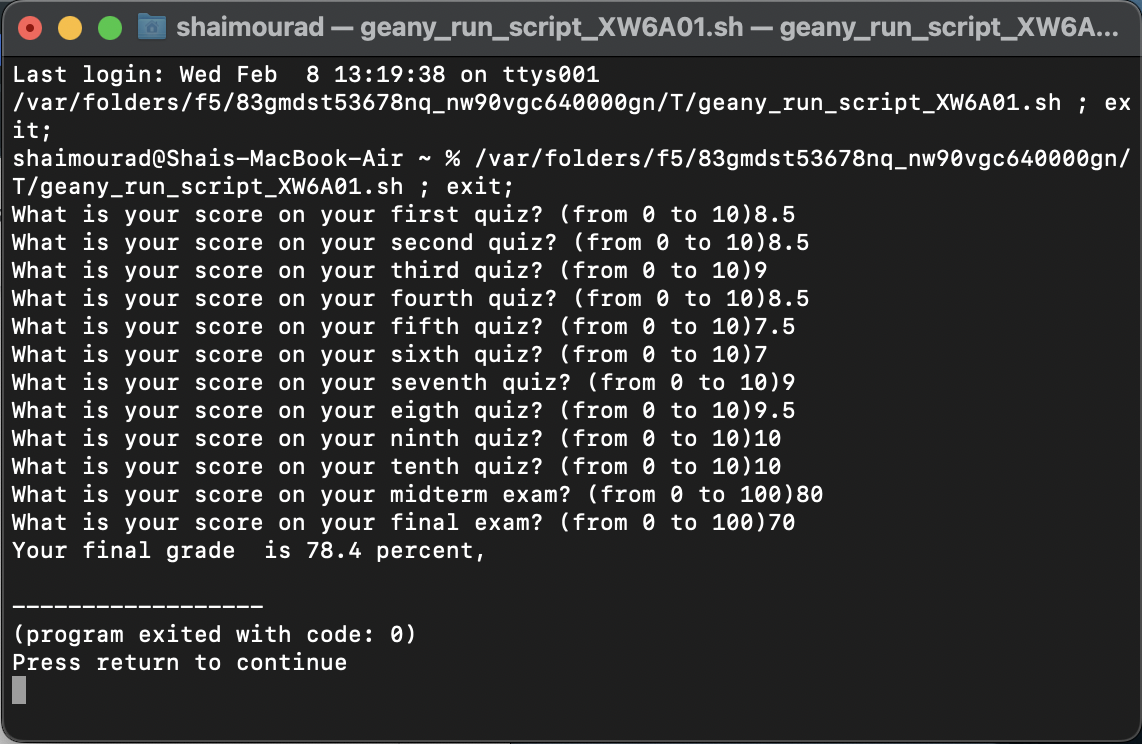 shaimourad — geany_run_script_XW6A01.sh — geany_run_script_XW6A...
Last login: Wed Feb  8 13:19:38 on ttys001
/var/folders/f5/83gmdst53678nq_nw90vgc640000gn/T/geany_run_script_XW6A01.sh ; ex
it;
shaimourad@Shais-MacBook-Air ~ % /var/folders/f5/83gmdst53678nq_nw90vgc640000gn/
T/geany_run_script_XW6A01.sh ; exit;
What is your score on your first quiz? (from 0 to 10)8.5
What is your score on your second quiz? (from 0 to 10)8.5
What is your score on your third quiz? (from 0 to 10)9
What is your score on your fourth quiz? (from 0 to 10)8.5
What is your score on your fifth quiz? (from 0 to 10)7.5
What is your score on your sixth quiz? (from 0 to 10)7
What is your score on your seventh quiz? (from 0 to 10)9
What is your score on your eigth quiz? (from 0 to 10)9.5
What is your score on your ninth quiz? (from 0 to 10)10
What is your score on your tenth quiz? (from 0 to 10)10
What is your score on your midterm exam? (from 0 to 100)80
What is your score on your final exam? (from 0 to 100)70
Your final grade  is 78.4 percent,
------------------
(program exited with code: 0)
Press return to continue